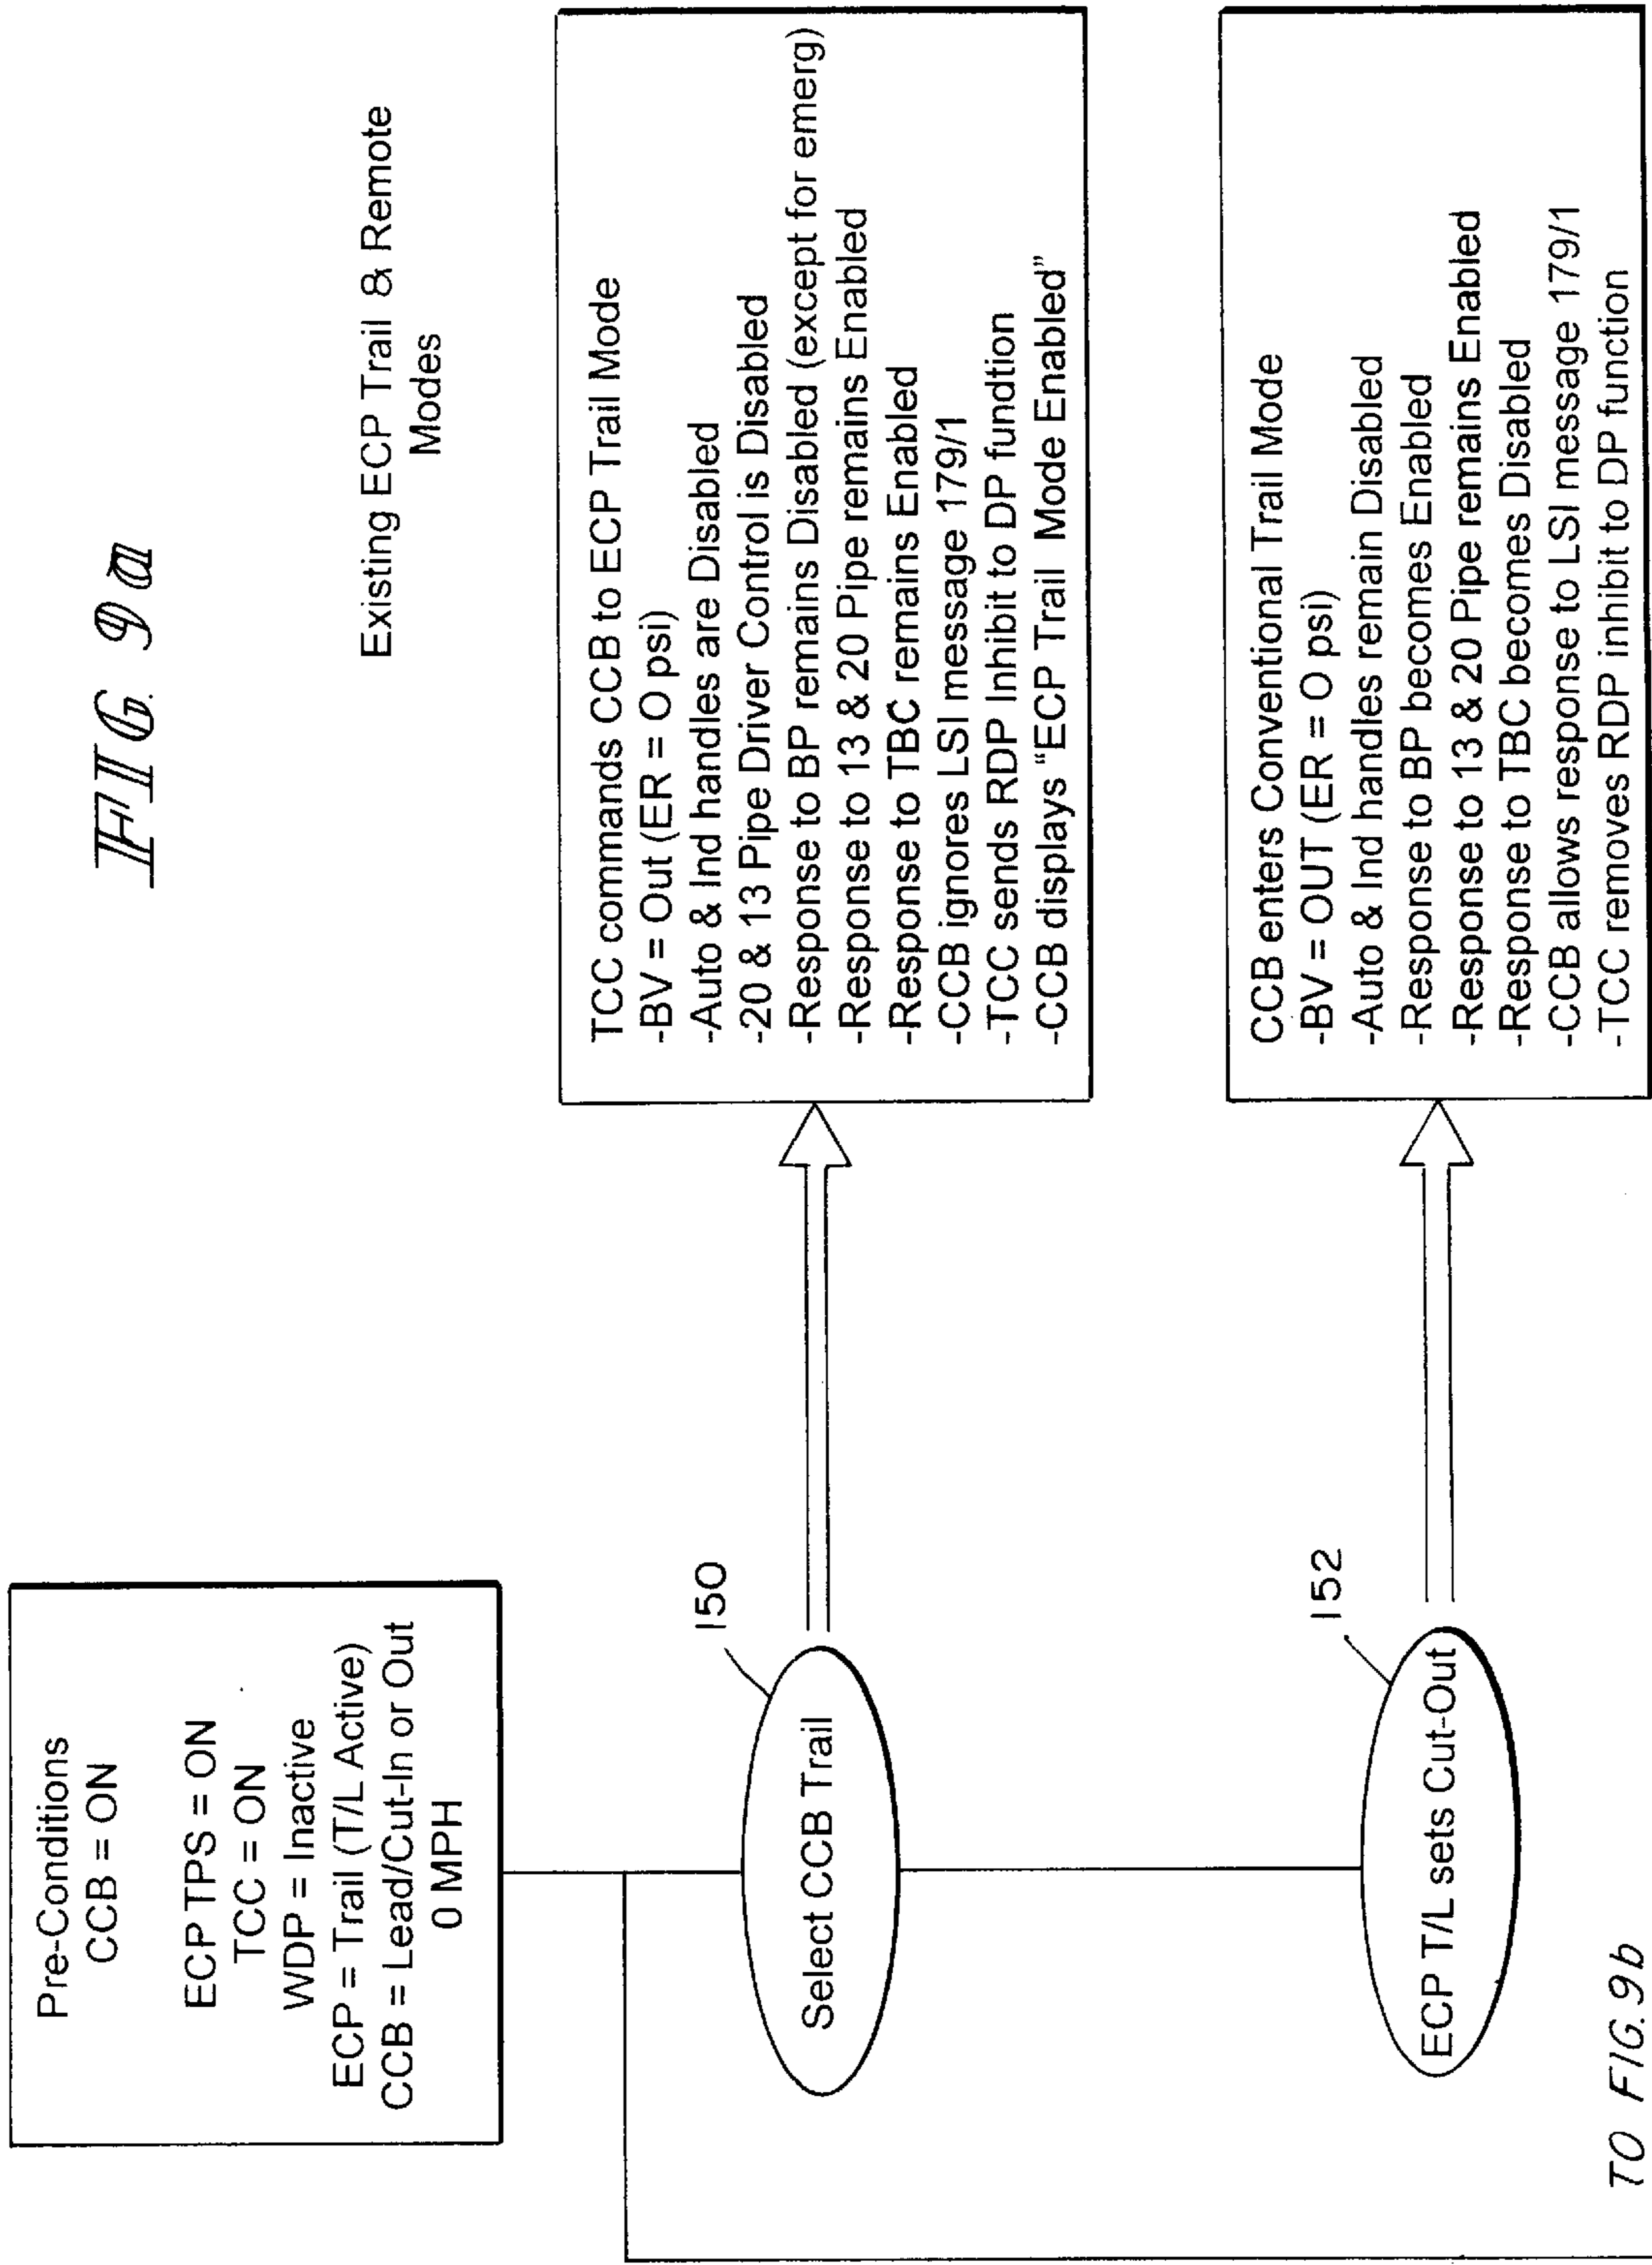 FIG. 9a
Existing ECP Trail & Remote
Modes
Pre-Conditions
CCB = ON
ECP TPS = ON
TCC = ON
WDP = Inactive
ECP = Trail (T/L Active)
CCB = Lead/Cut-In or Out
0 MPH
150
Select CCB Trail
TCC commands CCB to ECP Trail Mode
-BV = Out (ER = O psi)
-Auto & Ind handles are Disabled
-20 & 13 Pipe Driver Control is Disabled
-Response to BP remains Disabled (except for emerg)
-Response to 13 & 20 Pipe remains Enabled
-Response to TBC remains Enabled
-CCB ignores LSI message 179/1
-TCC sends RDP Inhibit to DP fundtion
-CCB displays “ECP Trail Mode Enabled”
152
ECP T/L sets Cut-Out
CCB enters Conventional Trail Mode
-BV = OUT (ER = O psi)
-Auto & Ind handles remain Disabled
-Response to BP becomes Enabled
-Response to 13 & 20 Pipe remains Enabled
-Response to TBC becomes Disabled
-CCB allows response to LSI message 179/1
-TCC removes RDP inhibit to DP function
TO FIG. 9b